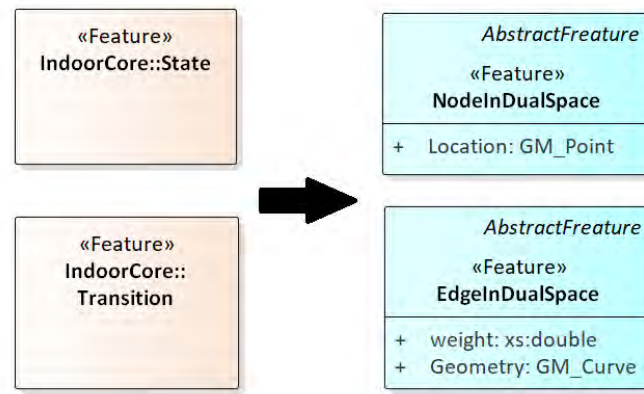 «Feature»
IndoorCore::State
AbstractFreature
«Feature»
NodeInDualSpace
+ Location: GM_Point
«Feature»
IndoorCore::
Transition
AbstractFreature
«Feature»
EdgeInDualSpace
+ weight: xs:double
+ Geometry: GM_Curve